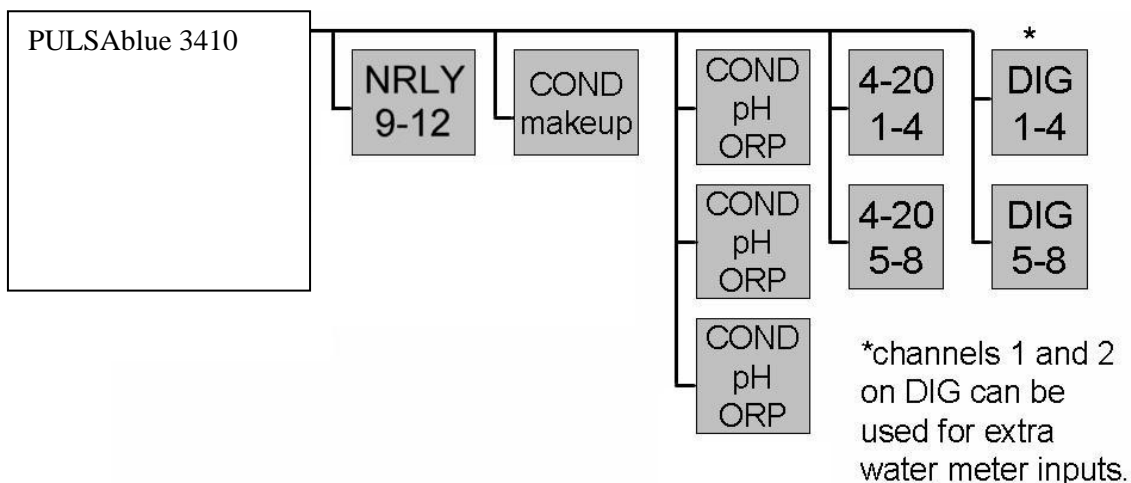 PULSAblue 3410
NRLY
9-12
COND
makeup
COND
pH
ORP
COND
pH
ORP
COND
pH
ORP
4-20
1-4
4-20
5-8
*
DIG
1-4
DIG
5-8
*channels 1 and 2
on DIG can be
used for extra
water meter inputs.